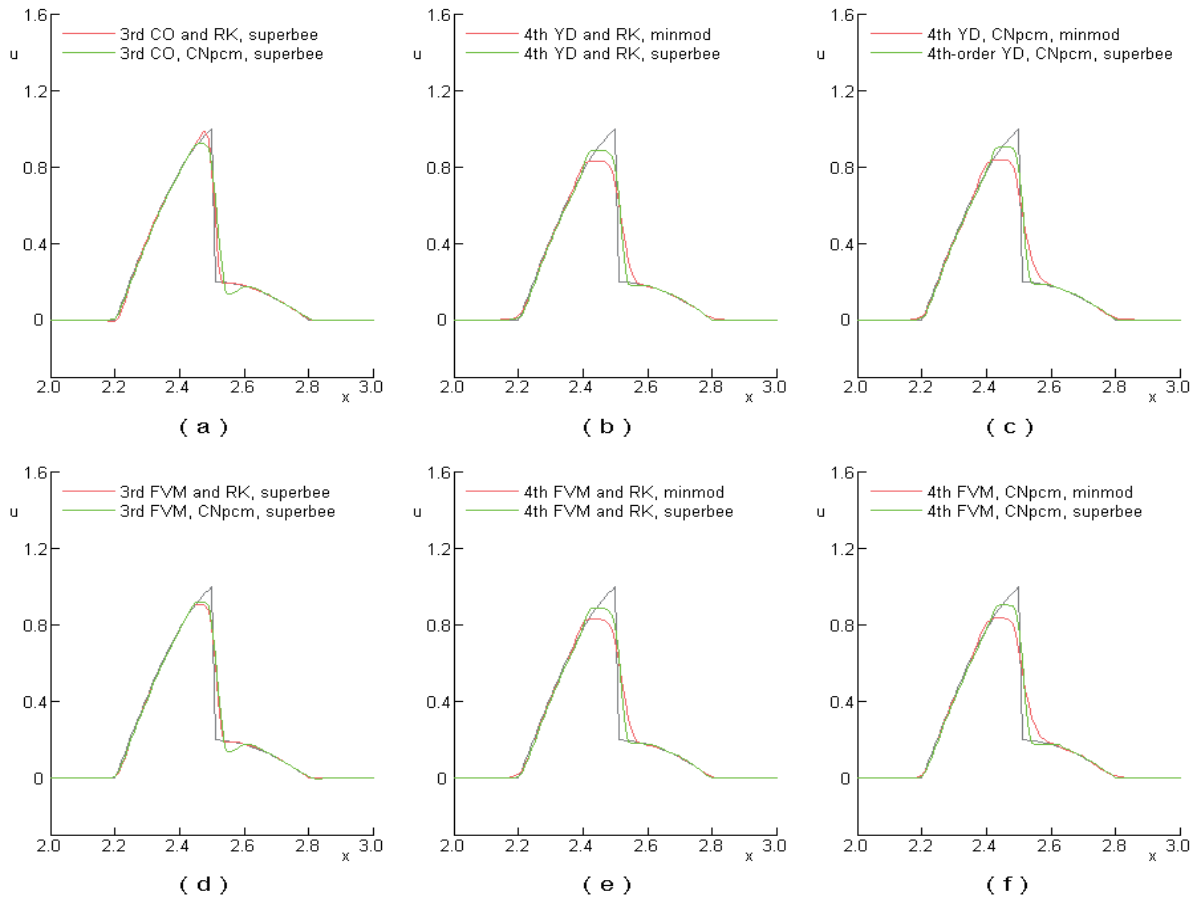 1.6
3rd CO and RK, superbee
u
3rd CO, CNpcm, superbee
1.2
0.8
0.4
0
2.0 2.2 2.4 2.6 2.8 3.0
x
( a )
1.6
4th YD and RK, minmod
u
4th YD and RK, superbee
1.2
0.8
0.4
0
2.0 2.2 2.4 2.6 2.8 3.0
x
( b )
1.6
4th YD, CNpcm, minmod
u
4th-order YD, CNpcm, superbee
1.2
0.8
0.4
0
2.0 2.2 2.4 2.6 2.8 3.0
x
( c )
1.6
3rd FVM and RK, superbee
u
3rd FVM, CNpcm, superbee
1.2
0.8
0.4
0
2.0 2.2 2.4 2.6 2.8 3.0
x
( d )
1.6
4th FVM and RK, minmod
u
4th FVM and RK, superbee
1.2
0.8
0.4
0
2.0 2.2 2.4 2.6 2.8 3.0
x
( e )
1.6
4th FVM, CNpcm, minmod
u
4th FVM, CNpcm, superbee
1.2
0.8
0.4
0
2.0 2.2 2.4 2.6 2.8 3.0
x
( f )